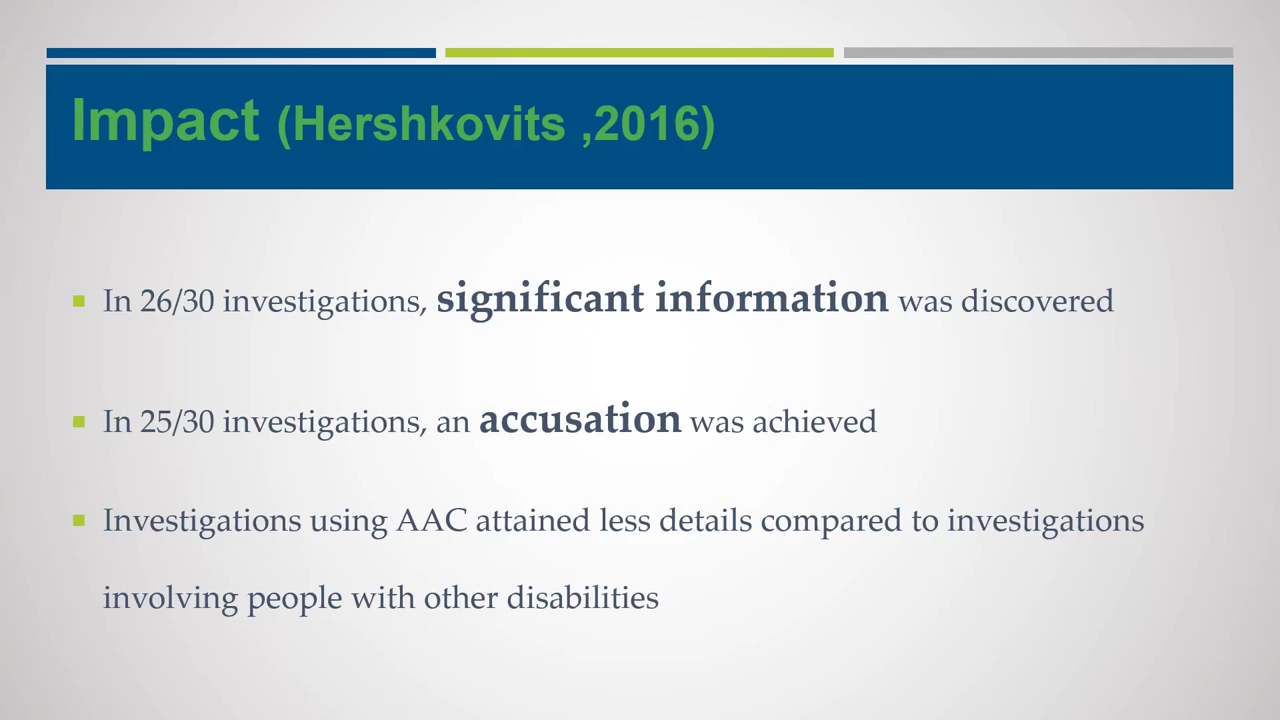 Impact (Hershkovits ,2016)
In 26/30 investigations, significant information was discovered
In 25/30 investigations, an accusation was achieved
Investigations using AAC attained less details compared to investigations
involving people with other disabilities